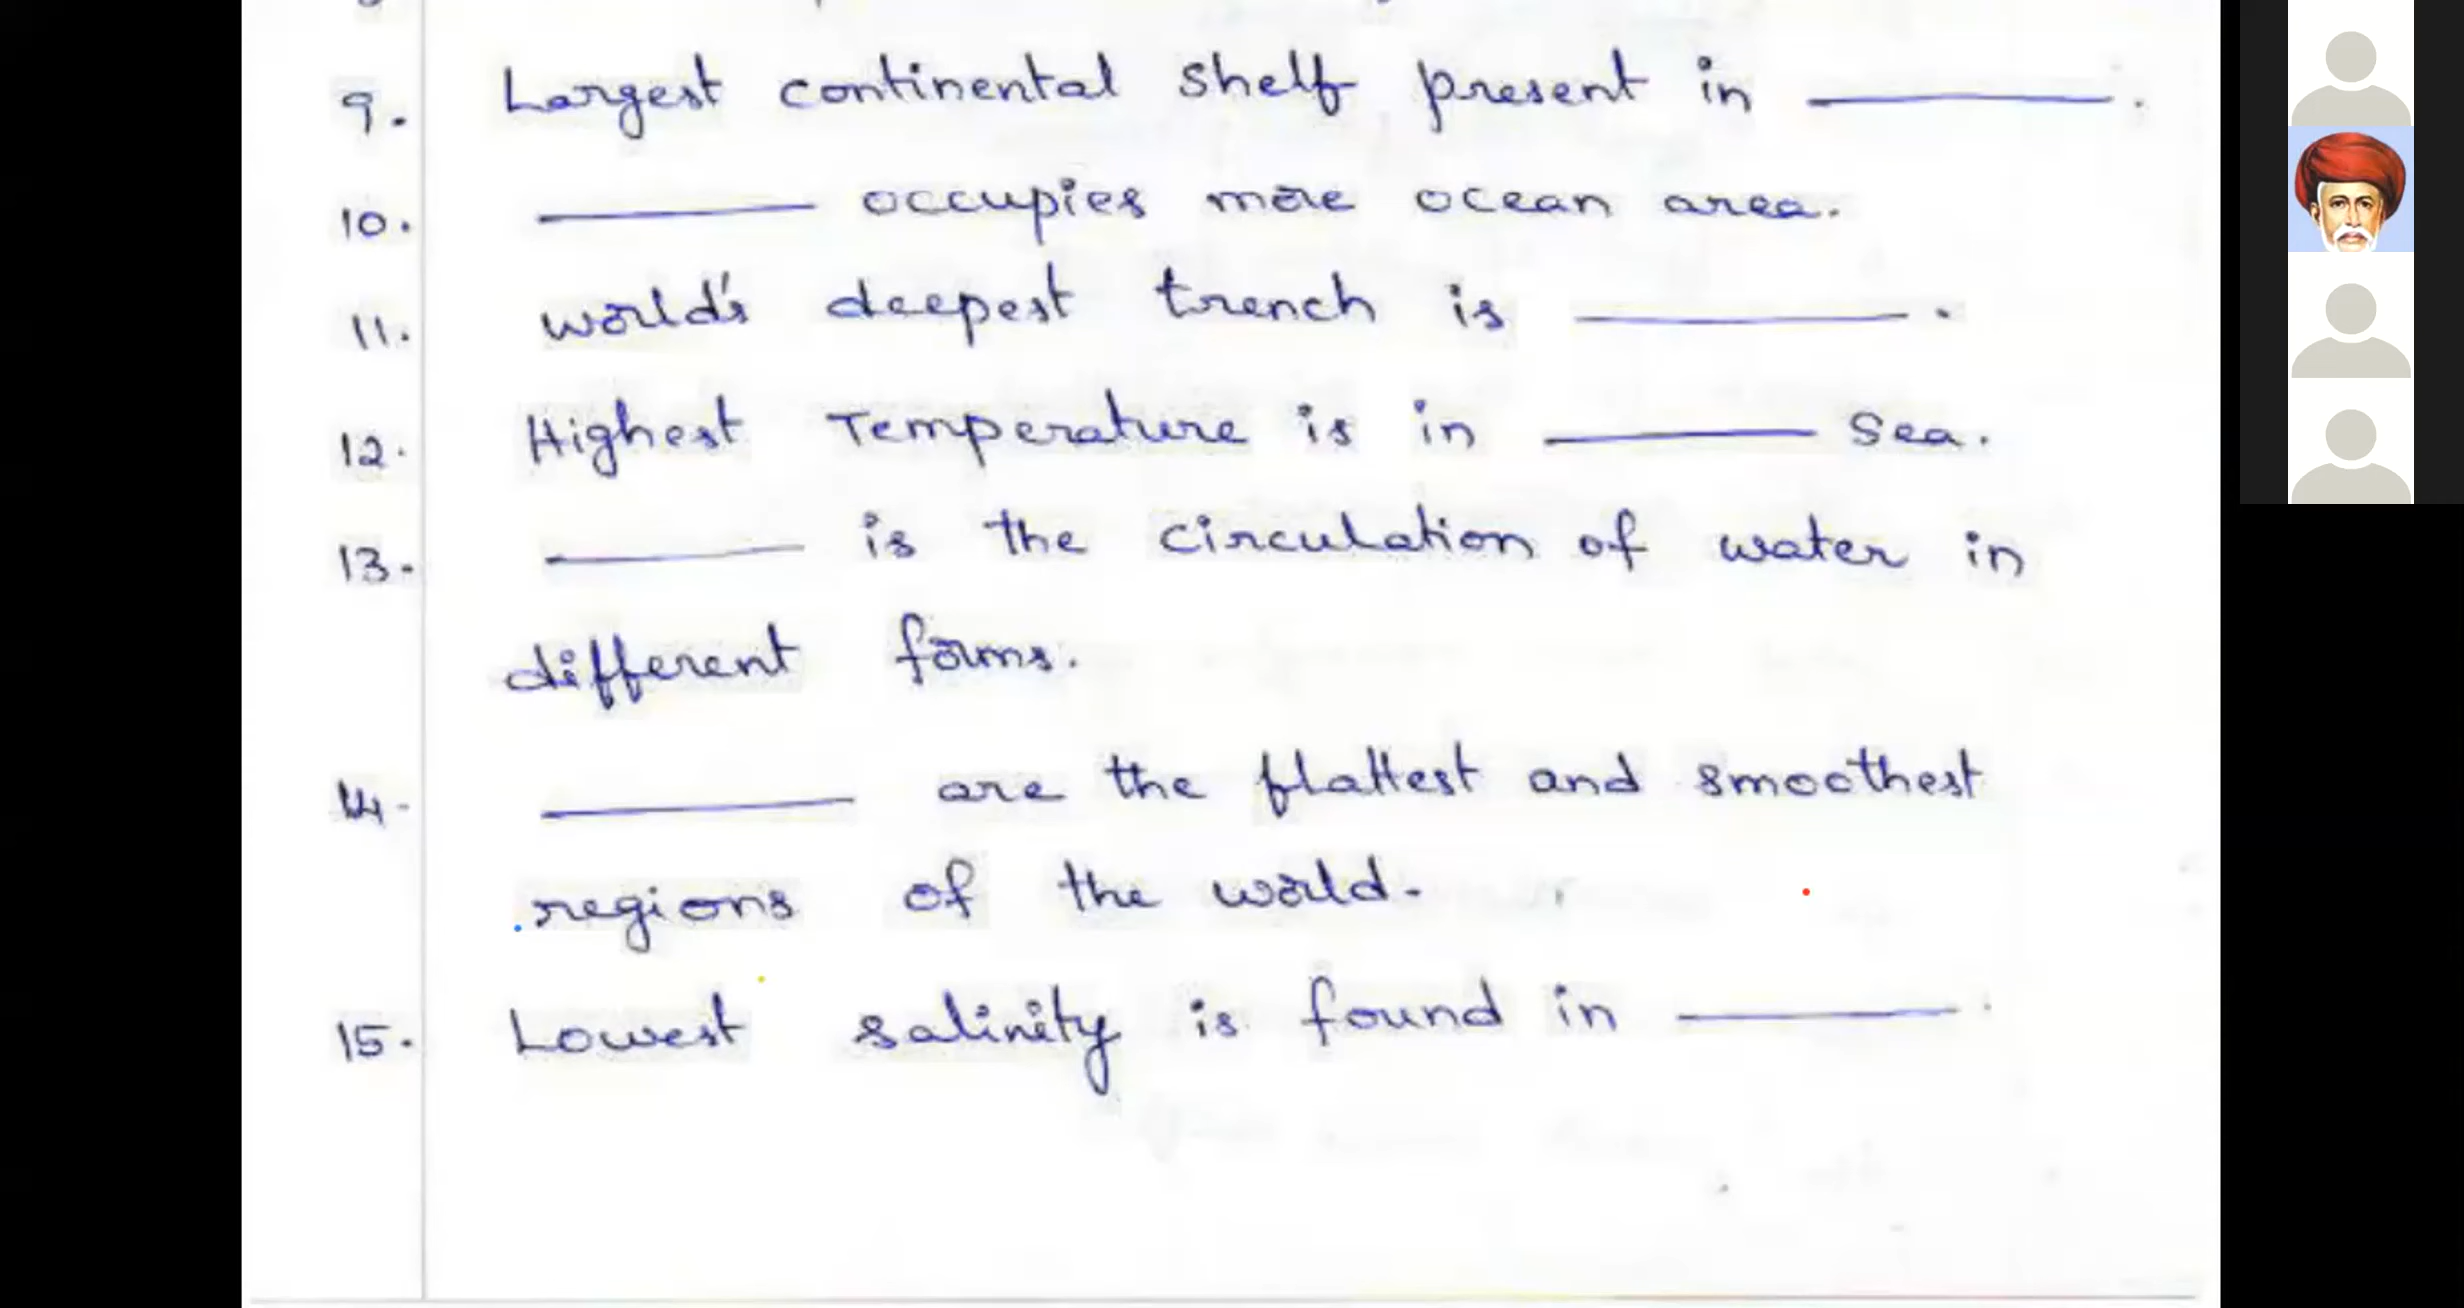 9. Largest continental shelf present in ________.
10. ________ occupies more ocean area.
11. world's deepest trench is ________.
12. Highest Temperature is in ________ Sea.
13. ________ is the circulation of water in
different forms.
14. ________ are the flattest and smoothest
regions of the world.
15. Lowest salinity is found in ________.